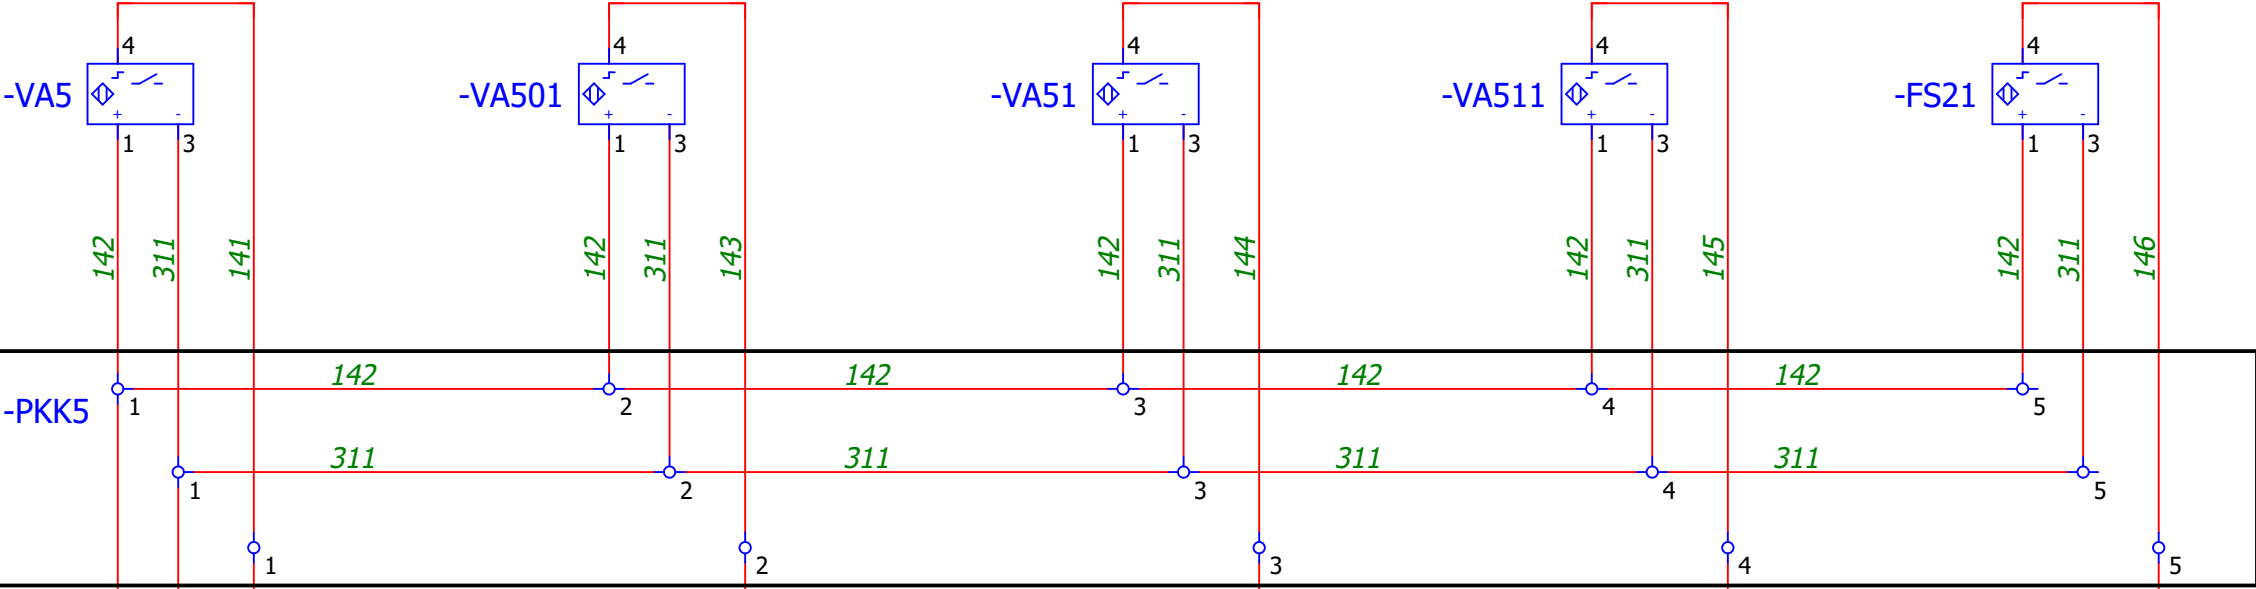 4 4 4 4 4
-VA5 -VA501 -VA51 -VA511 -FS21
+ - + - + - + - + -
1 3 1 3 1 3 1 3 1 3
142 311 141 142 311 143 142 311 144 142 311 145 142 311 146
142 142 142 142
-PKK5 1 2 3 4 5
311 311 311 311
1 2 3 4 5
1 2 3 4 5